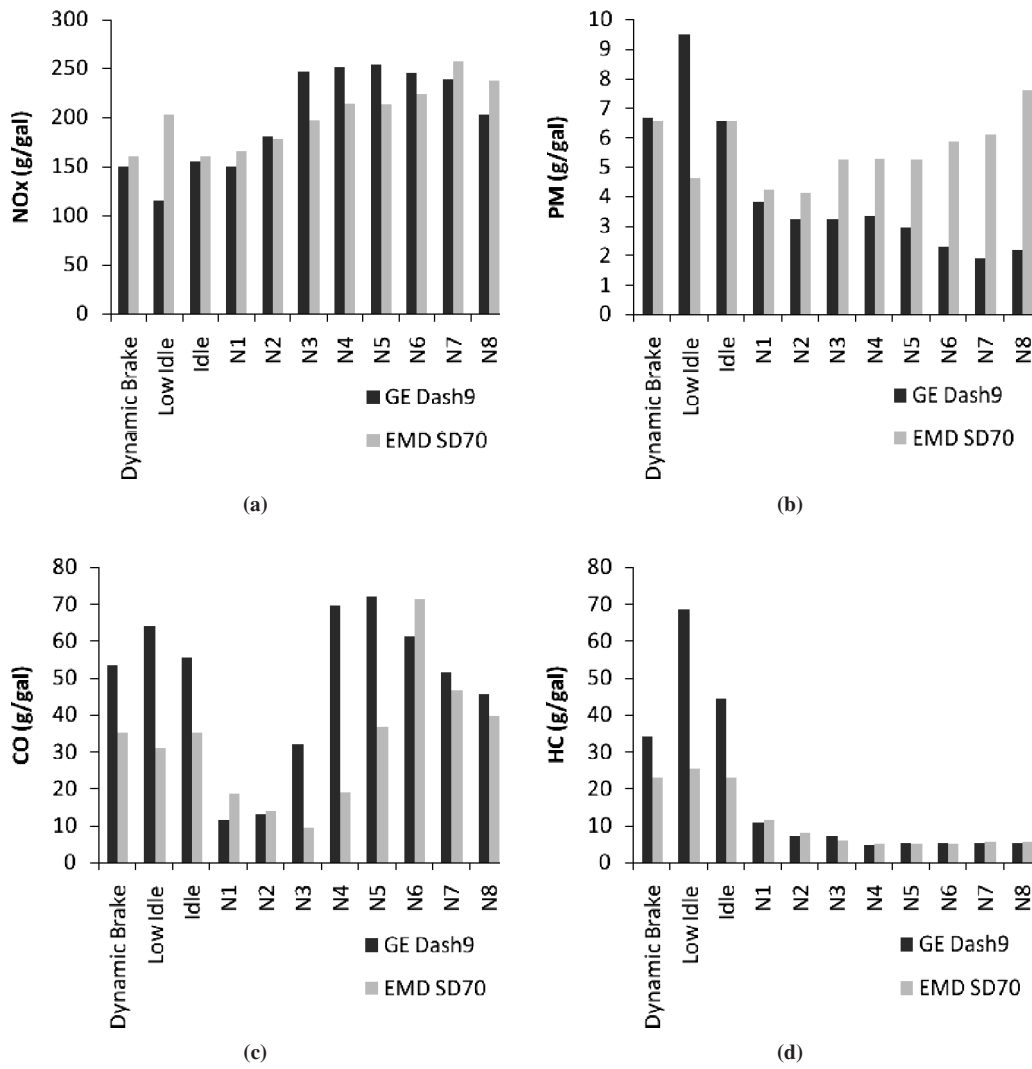 NOx (g/gal)
300
250
200
150
100
50
0
Dynamic Brake
Low Idle
Idle
N1
N2
N3
N4
N5
N6
N7
N8
GE Dash9
EMD SD70
(a)
PM (g/gal)
10
9
8
7
6
5
4
3
2
1
0
Dynamic Brake
Low Idle
Idle
N1
N2
N3
N4
N5
N6
N7
N8
GE Dash9
EMD SD70
(b)
CO (g/gal)
80
70
60
50
40
30
20
10
0
Dynamic Brake
Low Idle
Idle
N1
N2
N3
N4
N5
N6
N7
N8
GE Dash9
EMD SD70
(c)
HC (g/gal)
80
70
60
50
40
30
20
10
0
Dynamic Brake
Low Idle
Idle
N1
N2
N3
N4
N5
N6
N7
N8
GE Dash9
EMD SD70
(d)